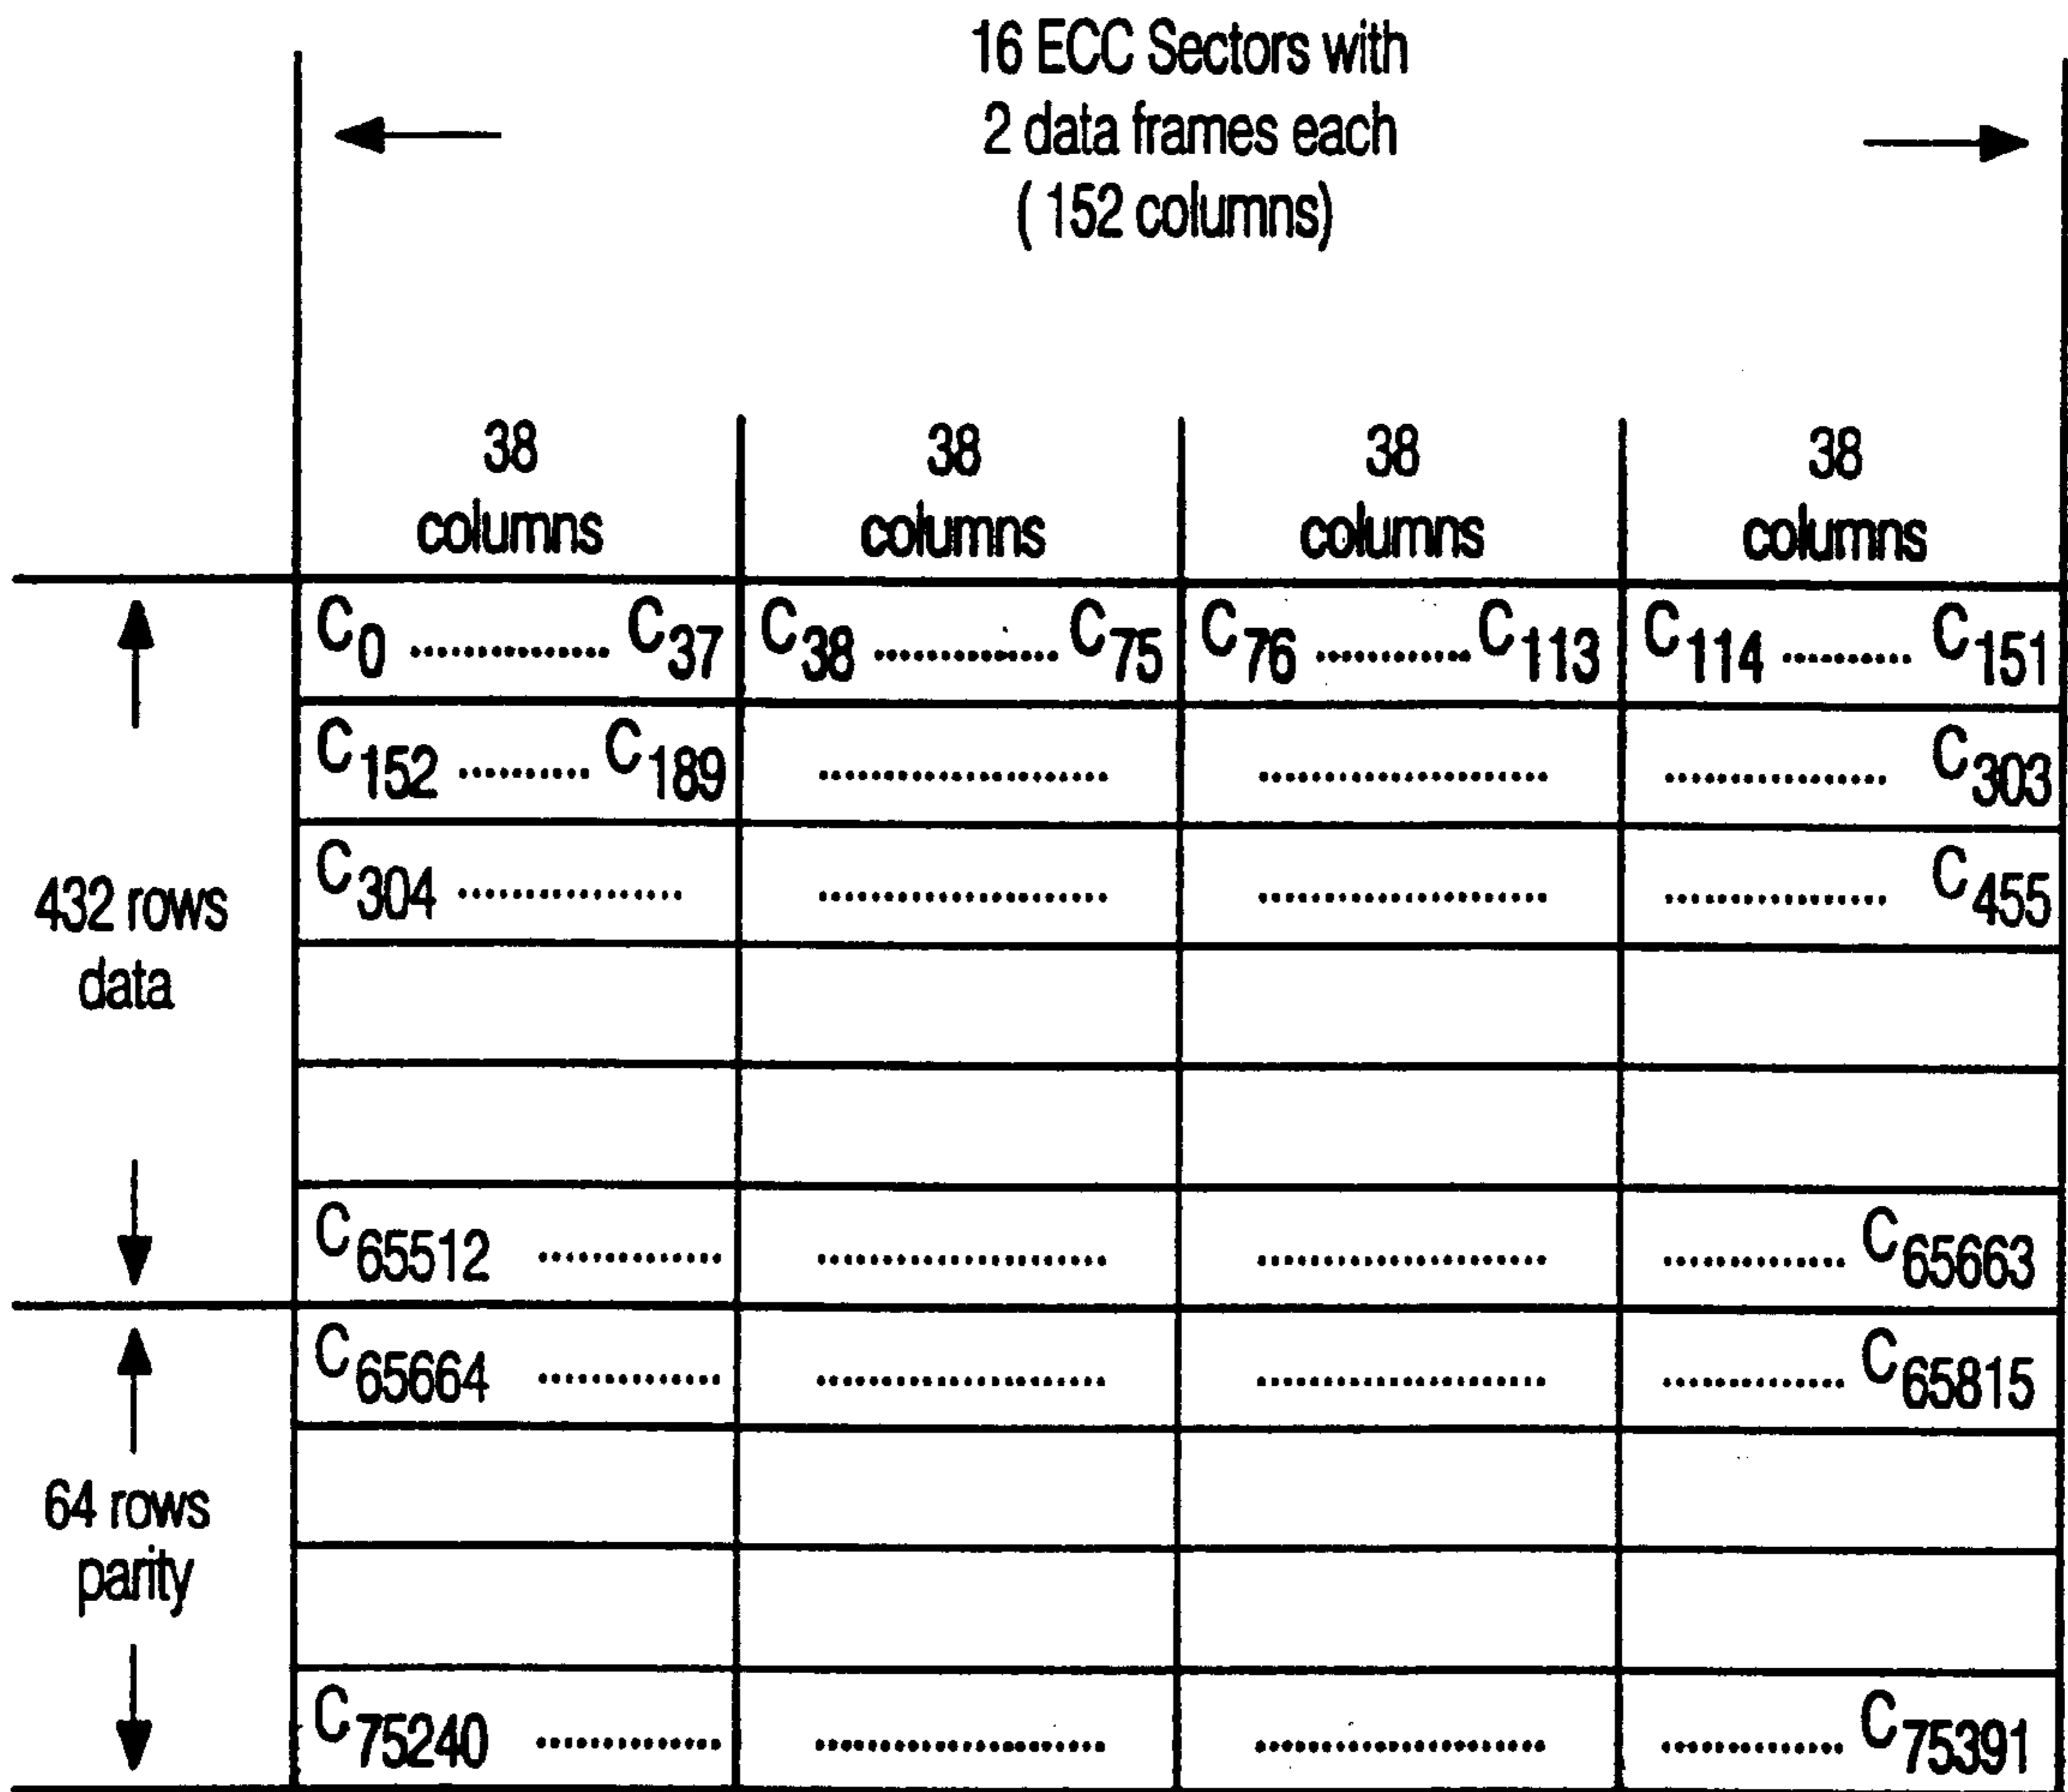 16 ECC Sectors with
2 data frames each
( 152 columns)
38 columns
38 columns
38 columns
38 columns
432 rows
data
C0 ............... C37 C38 .............. C75 C76 ............ C113 C114 .......... C151
C152 .......... C189 ...................... ...................... ................. C303
C304 ................. ...................... ...................... ................. C455
C65512 .............. ...................... ...................... .............. C65663
64 rows
parity
C65664 .............. ...................... ...................... .............. C65815
C75240 .............. ...................... ...................... .............. C75391